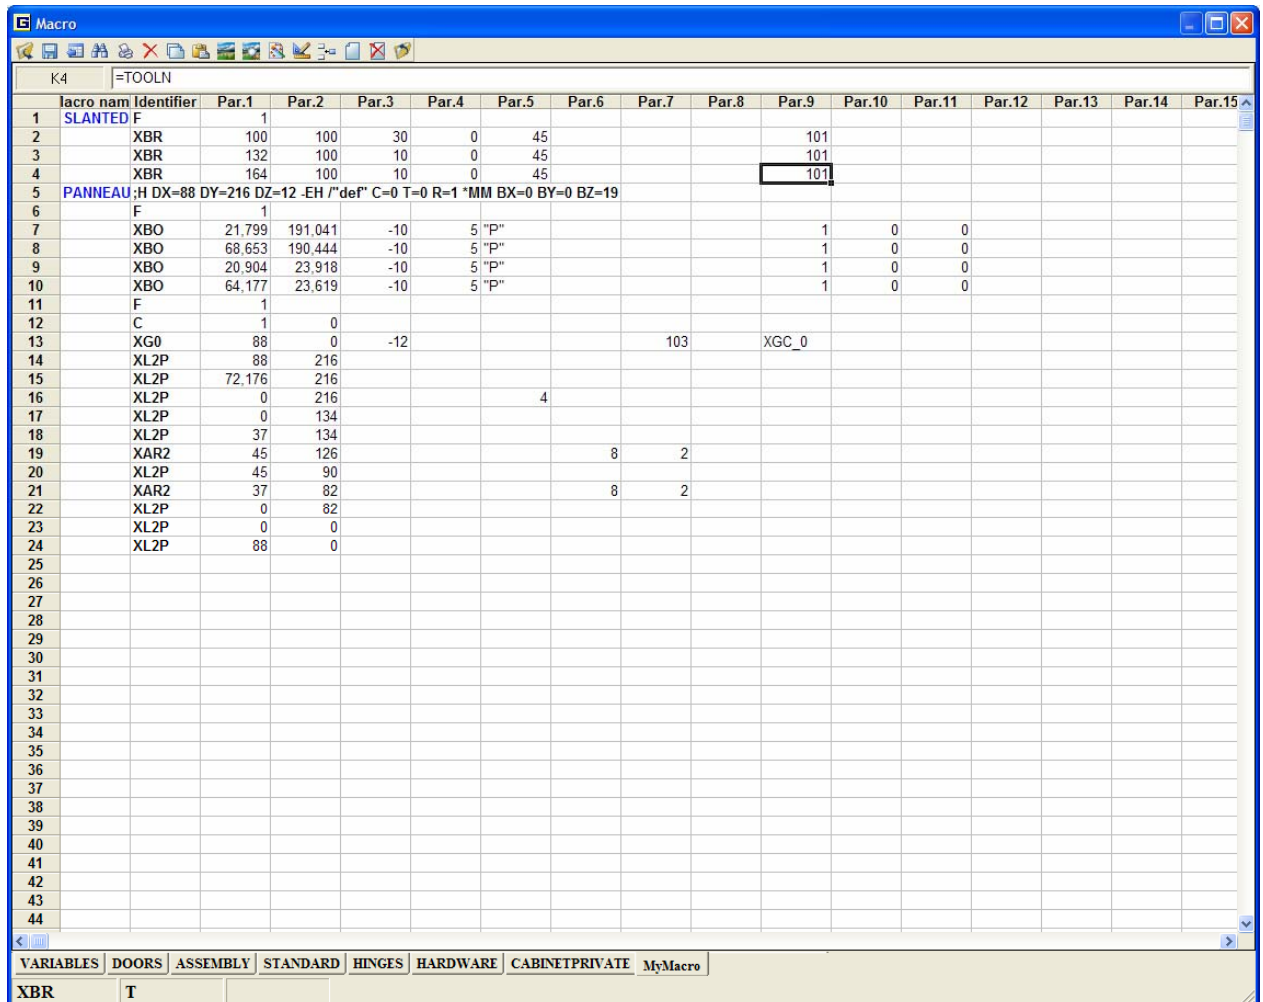 Macro
K4 =TOOLN
lacro nam Identifier Par.1 Par.2 Par.3 Par.4 Par.5 Par.6 Par.7 Par.8 Par.9 Par.10 Par.11 Par.12 Par.13 Par.14 Par.15
1 SLANTED F 1
2 XBR 100 100 30 0 45 101
3 XBR 132 100 10 0 45 101
4 XBR 164 100 10 0 45 101
5 PANNEAU ;H DX=88 DY=216 DZ=12 -EH /"def" C=0 T=0 R=1 *MM BX=0 BY=0 BZ=19
6 F 1
7 XBO 21,799 191,041 -10 5 "P" 1 0 0
8 XBO 68,653 190,444 -10 5 "P" 1 0 0
9 XBO 20,904 23,918 -10 5 "P" 1 0 0
10 XBO 64,177 23,619 -10 5 "P" 1 0 0
11 F 1
12 C 1 0
13 XG0 88 0 -12 103 XGC_0
14 XL2P 88 216
15 XL2P 72,176 216
16 XL2P 0 216 4
17 XL2P 0 134
18 XL2P 37 134
19 XAR2 45 126 8 2
20 XL2P 45 90
21 XAR2 37 82 8 2
22 XL2P 0 82
23 XL2P 0 0
24 XL2P 88 0
25
26
27
28
29
30
31
32
33
34
35
36
37
38
39
40
41
42
43
44
VARIABLES DOORS ASSEMBLY STANDARD HINGES HARDWARE CABINETPRIVATE MyMacro
XBR T